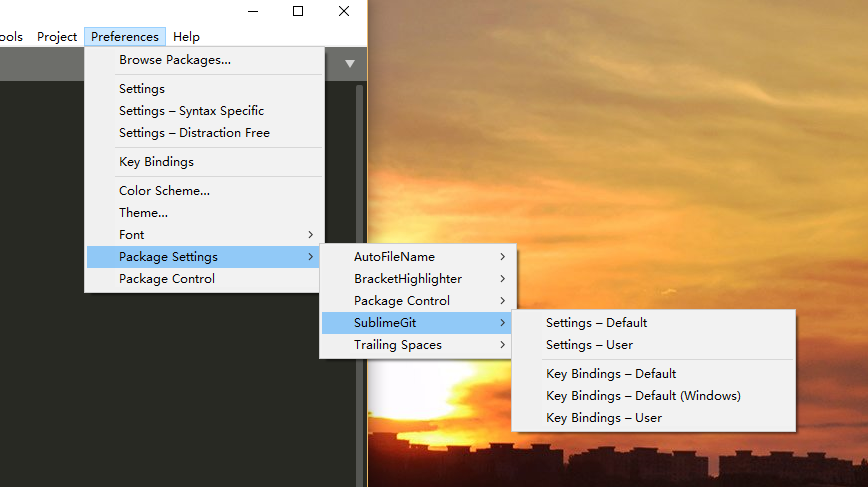 ools Project Preferences Help
Browse Packages...
Settings
Settings – Syntax Specific
Settings – Distraction Free
Key Bindings
Color Scheme...
Theme...
Font
Package Settings
Package Control
AutoFileName
BracketHighlighter
Package Control
SublimeGit
Trailing Spaces
Settings – Default
Settings – User
Key Bindings – Default
Key Bindings – Default (Windows)
Key Bindings – User